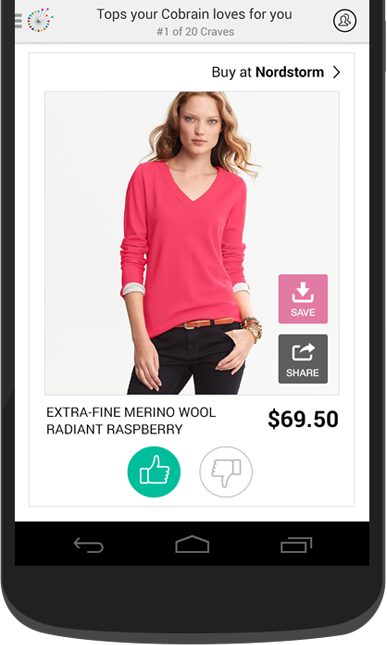 Tops your Cobrain loves for you
#1 of 20 Craves
Buy at Nordstorm
SAVE
SHARE
EXTRA-FINE MERINO WOOL
RADIANT RASPBERRY
$69.50